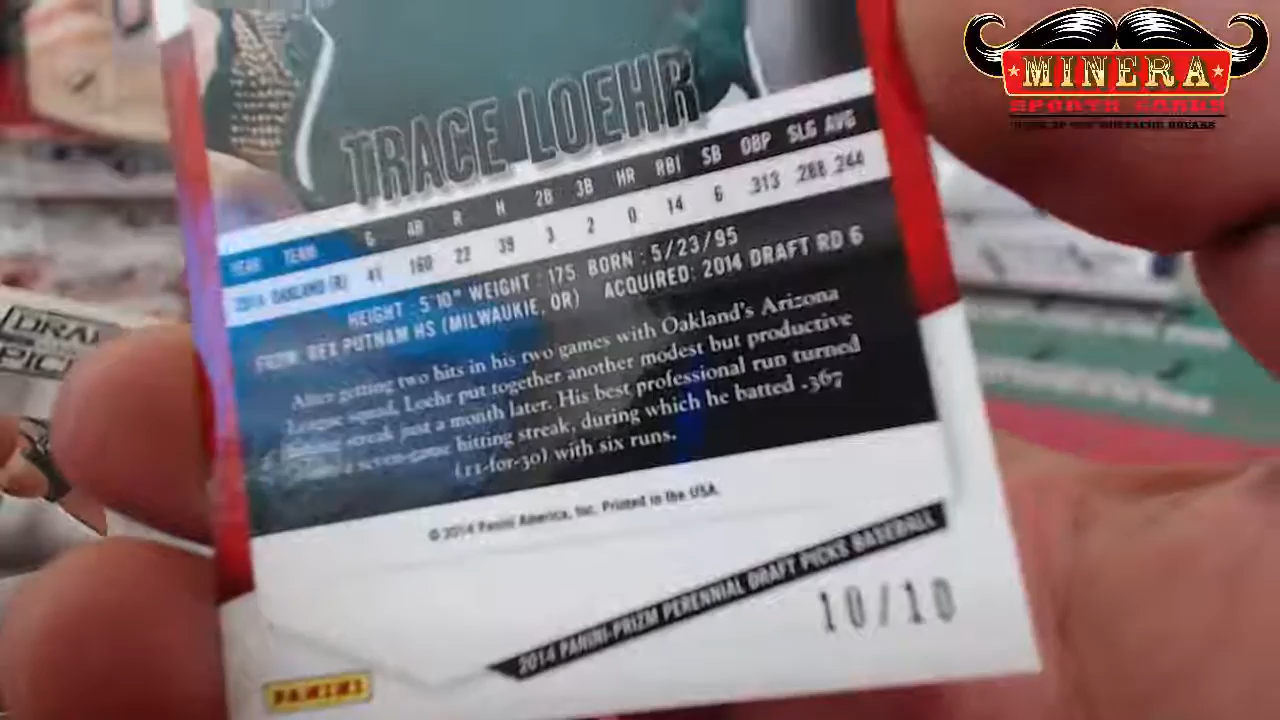 MINERA
SPORTS CARDS
TRACE LOEHR
YEAR TEAM G AB R H 2B 3B HR RBI SB OBP SLG AVG
2014 OAKLAND (R) 41 160 22 39 3 2 0 14 6 .313 .288 .244
HEIGHT : 5'10" WEIGHT : 175 BORN : 5/23/95
FROM: REX PUTNAM HS (MILWAUKIE, OR) ACQUIRED: 2014 DRAFT RD 6
After getting two hits in his two games with Oakland's Arizona
League squad, Loehr put together another modest but productive
hitting streak just a month later. His best professional run turned
a seven-game hitting streak, during which he batted .367
(11-for-30) with six runs.
© 2014 Panini America, Inc. Printed in the USA.
2014 PANINI-PRIZM PERENNIAL DRAFT PICKS BASEBALL
10/10
PANINI
DRAF
PICK